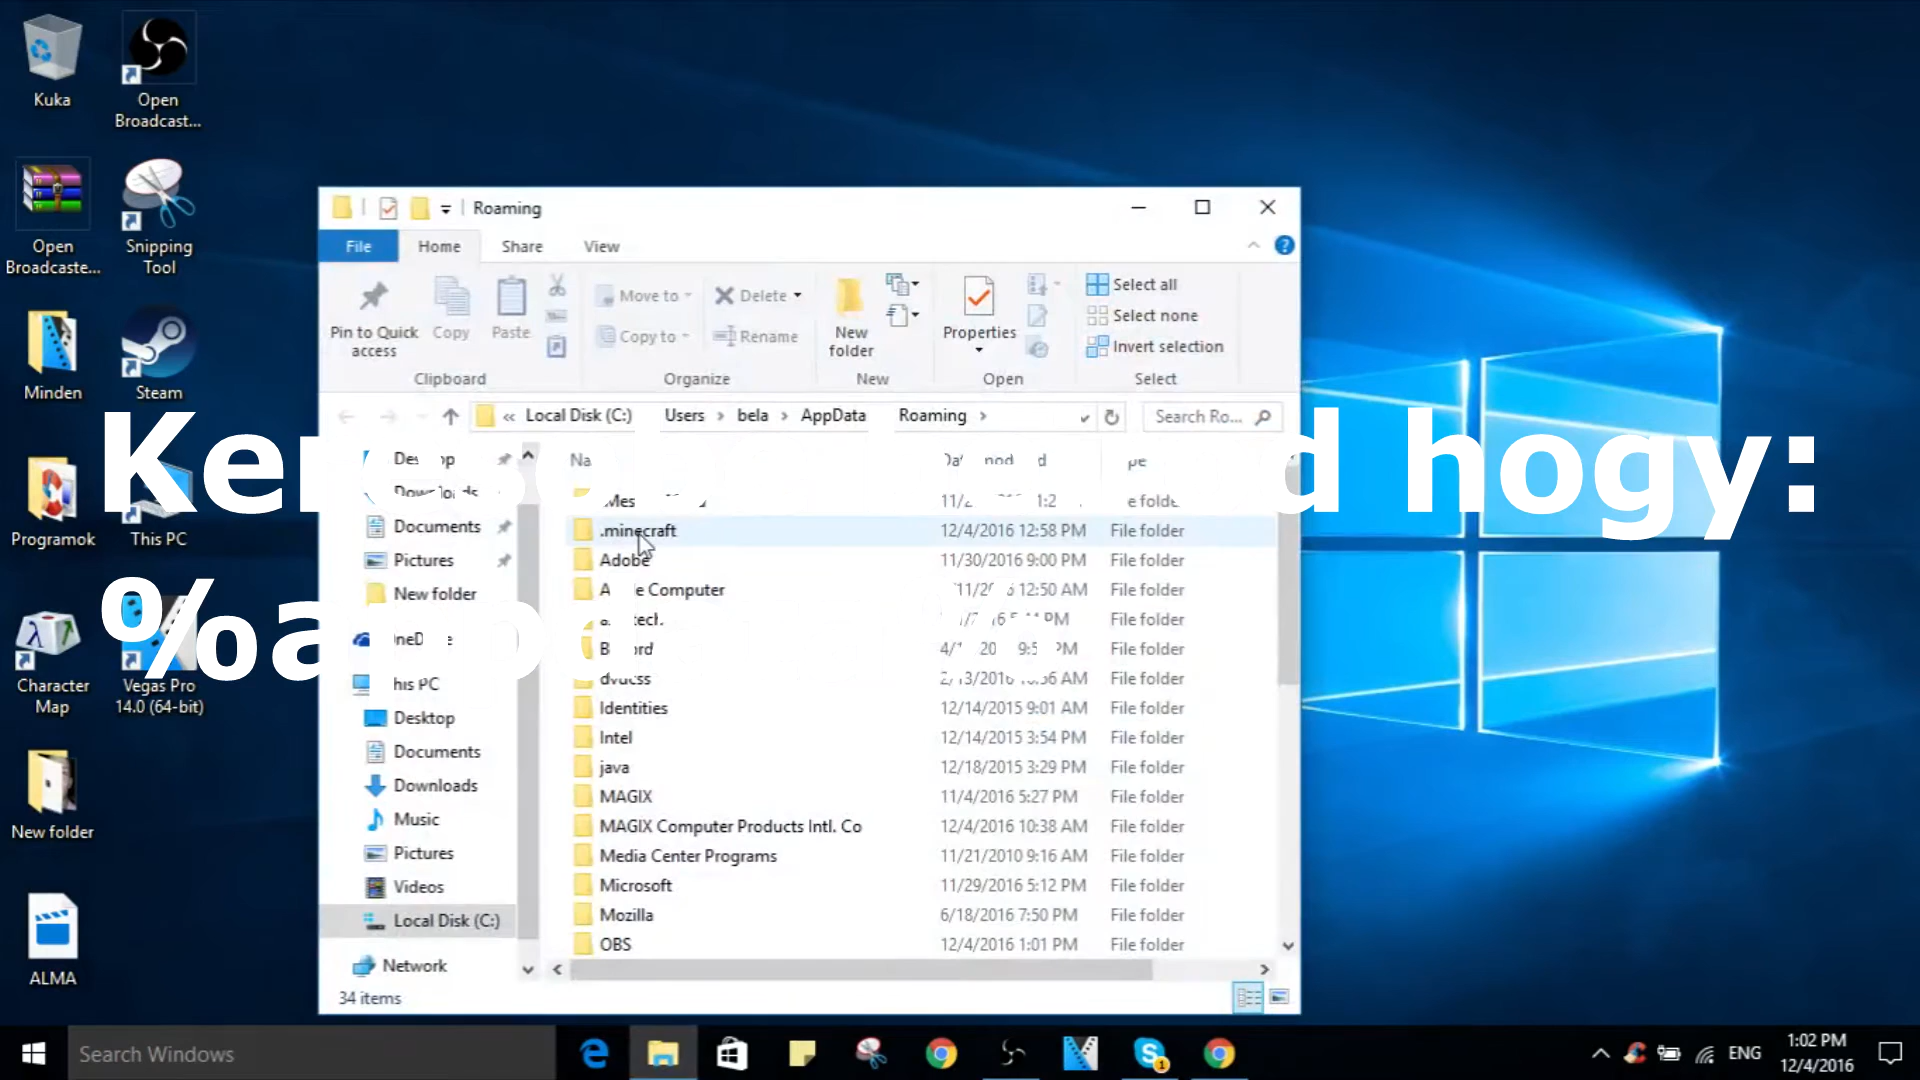 Kuka
Open
Broadcast...
Open
Broadcaste...
Snipping
Tool
Minden
Steam
Programok
This PC
Character
Map
Vegas Pro
14.0 (64-bit)
New folder
ALMA
Roaming
File
Home
Share
View
Pin to Quick
access
Copy
Paste
Clipboard
Move to
Copy to
Delete
Rename
Organize
New
folder
New
Properties
Open
Select all
Select none
Invert selection
Select
« Local Disk (C:) Users › bela › AppData Roaming ›
Search Ro...
hogy:
Documents
Pictures
New folder
Desktop
Documents
Downloads
Music
Pictures
Videos
Local Disk (C:)
Network
.minecraft 12/4/2016 12:58 PM File folder
Adobe 11/30/2016 9:00 PM File folder
Computer 12:50 AM File folder
File folder
File folder
File folder
Identities 12/14/2015 9:01 AM File folder
Intel 12/14/2015 3:54 PM File folder
java 12/18/2015 3:29 PM File folder
MAGIX 11/4/2016 5:27 PM File folder
MAGIX Computer Products Intl. Co 12/4/2016 10:38 AM File folder
Media Center Programs 11/21/2010 9:16 AM File folder
Microsoft 11/29/2016 5:12 PM File folder
Mozilla 6/18/2016 7:50 PM File folder
OBS 12/4/2016 1:01 PM File folder
34 items
Search Windows
ENG
1:02 PM
12/4/2016